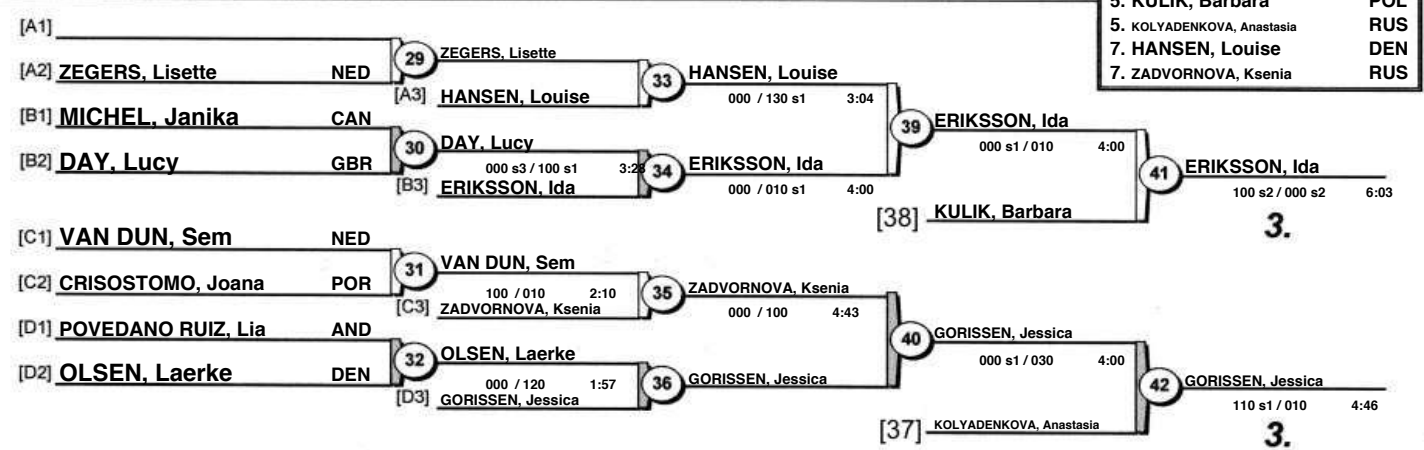 5. KULIK, Barbara POL
5. KOLYADENKOVA, Anastasia RUS
7. HANSEN, Louise DEN
7. ZADVORNOVA, Ksenia RUS
[A1]
29
ZEGERS, Lisette
[A2] ZEGERS, Lisette NED
33
HANSEN, Louise
[A3] HANSEN, Louise
000 / 130 s1 3:04
[B1] MICHEL, Janika CAN
39
ERIKSSON, Ida
30
DAY, Lucy
000 s1 / 010 4:00
[B2] DAY, Lucy GBR
000 s3 / 100 s1 3:28
34
ERIKSSON, Ida
41
ERIKSSON, Ida
[B3] ERIKSSON, Ida
000 / 010 s1 4:00
100 s2 / 000 s2 6:03
[38] KULIK, Barbara
3.
[C1] VAN DUN, Sem NED
31
VAN DUN, Sem
[C2] CRISOSTOMO, Joana POR
100 / 010 2:10
35
ZADVORNOVA, Ksenia
[C3] ZADVORNOVA, Ksenia
000 / 100 4:43
[D1] POVEDANO RUIZ, Lia AND
40
GORISSEN, Jessica
32
OLSEN, Laerke
000 s1 / 030 4:00
[D2] OLSEN, Laerke DEN
000 / 120 1:57
36
GORISSEN, Jessica
42
GORISSEN, Jessica
[D3] GORISSEN, Jessica
110 s1 / 010 4:46
[37] KOLYADENKOVA, Anastasia
3.